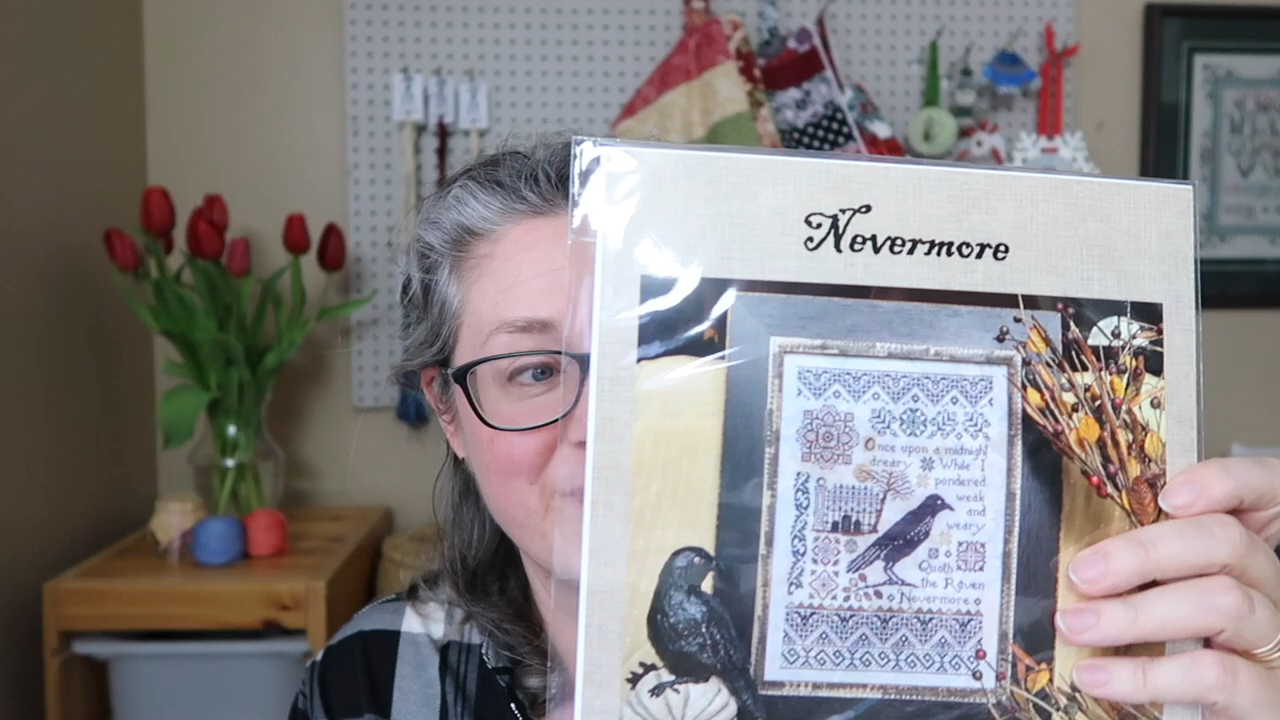 Nevermore
Once upon a midnight
dreary While I
pondered
weak
and
weary
Quoth
the Raven
Nevermore